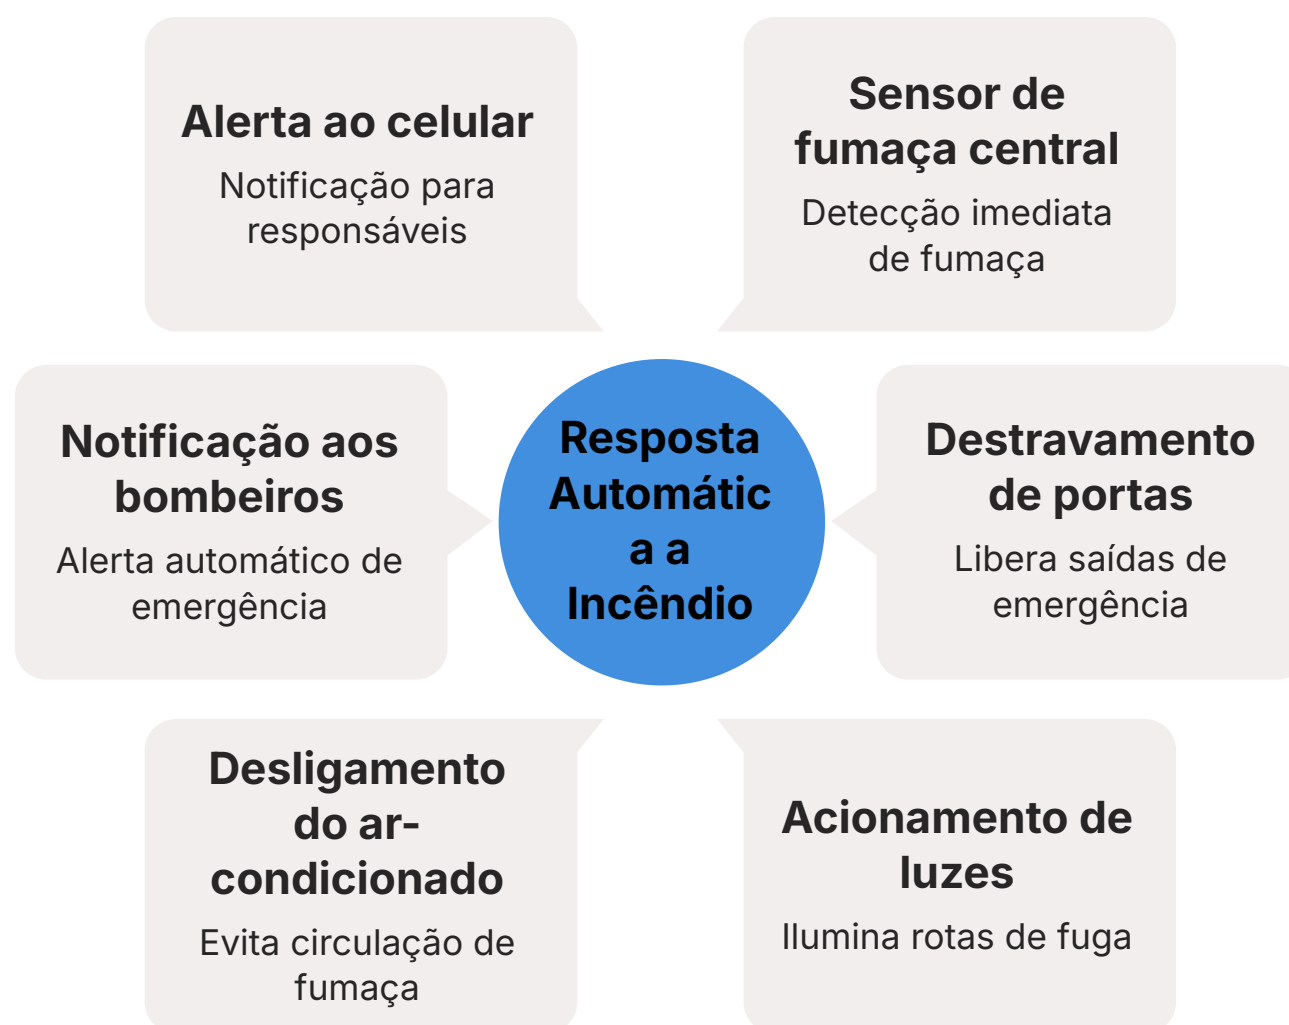 Alerta ao celular
Notificação para
responsáveis
Sensor de
fumaça central
Detecção imediata
de fumaça
Notificação aos
bombeiros
Alerta automático de
emergência
Resposta
Automátic
a a
Incêndio
Destravamento
de portas
Libera saídas de
emergência
Desligamento
do ar-
condicionado
Evita circulação de
fumaça
Acionamento de
luzes
Ilumina rotas de fuga